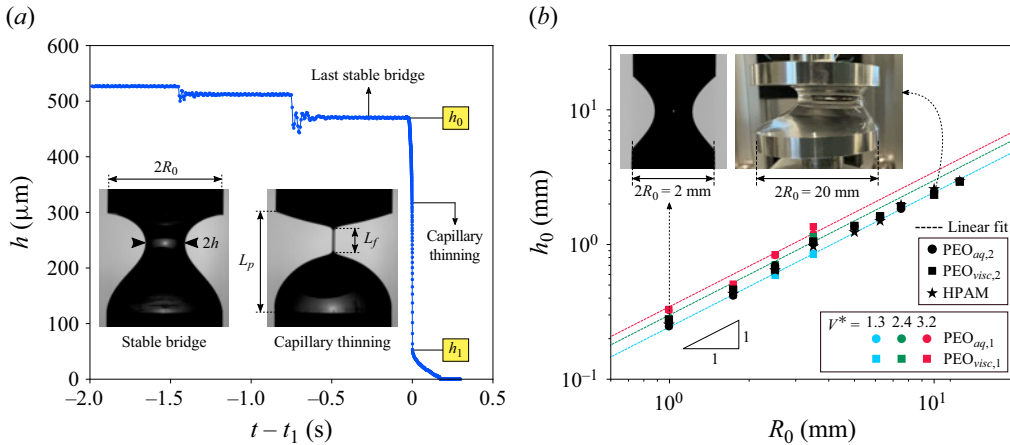 (a)
600
500
400
300
200
100
0
h (μm)
–2.0
–1.5
–1.0
–0.5
0
0.5
t – t1 (s)
Last stable bridge
h0
2R0
2h
Lp
Lf
Capillary
thinning
h1
Stable bridge
Capillary thinning
(b)
10¹
10⁰
10⁻¹
h0 (mm)
10⁰
10¹
R0 (mm)
2R0 = 2 mm
2R0 = 20 mm
1
1
Linear fit
PEOaq,2
PEOvisc,2
HPAM
V* = 1.3 2.4 3.2
PEOaq,1
PEOvisc,1